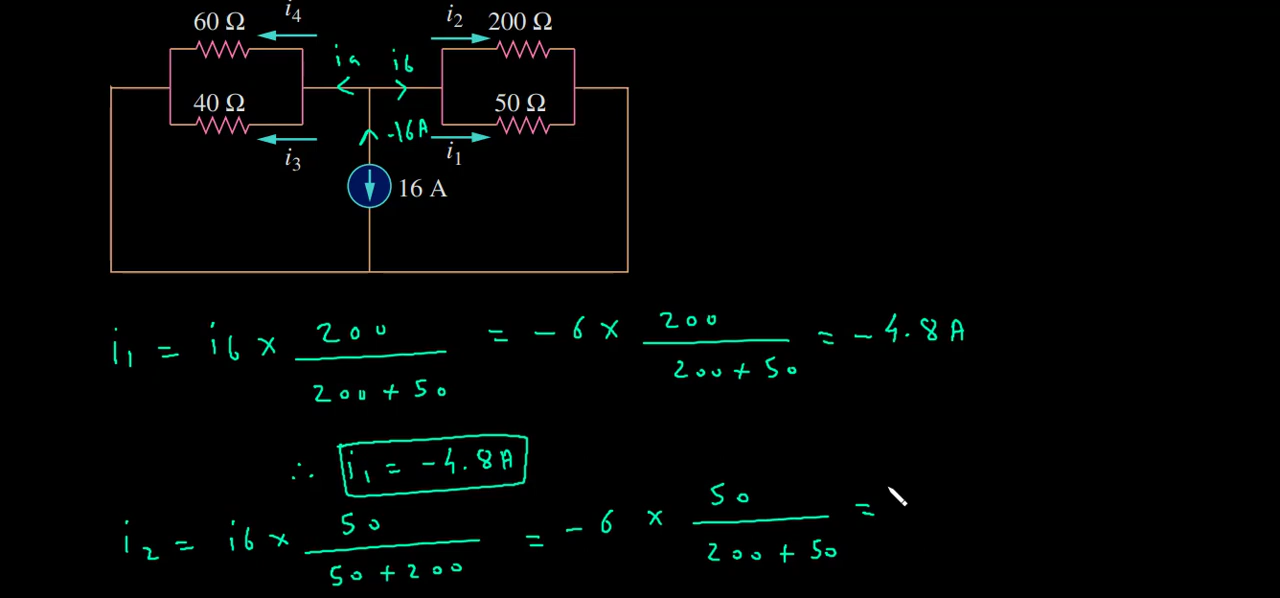 60 Ω i4 i2 200 Ω
ia ib
40 Ω 50 Ω
-16A
i3 i1
16 A
i1 = ib × 200 / 200 + 50 = - 6 × 200 / 200 + 50 = - 4.8 A
∴ i1 = - 4.8 A
i2 = ib × 50 / 50 + 200 = - 6 × 50 / 200 + 50 =